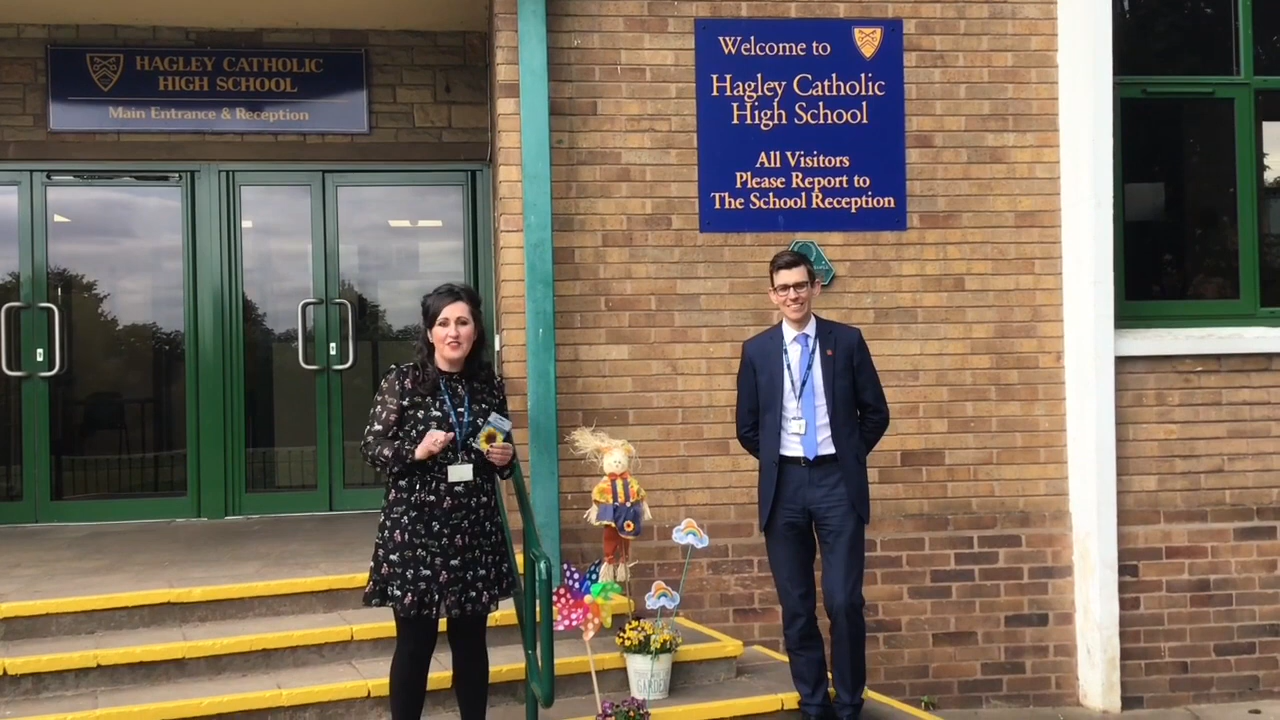 HAGLEY CATHOLIC
HIGH SCHOOL
Main Entrance & Reception
Welcome to
Hagley Catholic
High School
All Visitors
Please Report to
The School Reception
GARDEN